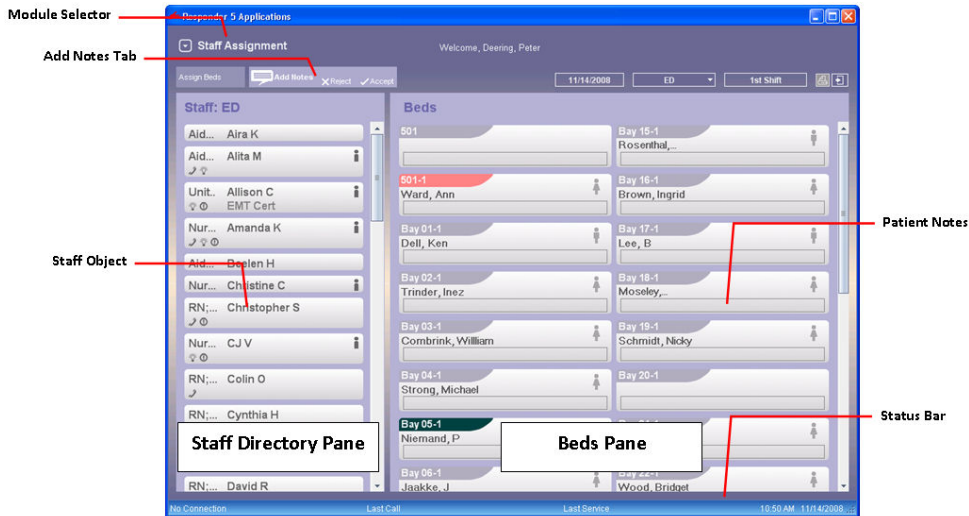 Module Selector
Responder 5 Applications
Staff Assignment
Welcome, Deering, Peter
Add Notes Tab
Assign Beds
Add Notes
Reject
Accept
11/14/2008
ED
1st Shift
Staff: ED
Aid... Aira K
Aid... Alita M
Unit.. Allison C
EMT Cert
Nur... Amanda K
Aid... Beelen H
Nur... Christine C
RN;... Christopher S
Nur... CJ V
RN;... Colin O
RN;... Cynthia H
Staff Directory Pane
RN;... David R
Staff Object
Beds
501
Bay 15-1
Rosenthal,...
501-1
Ward, Ann
Bay 16-1
Brown, Ingrid
Bay 01-1
Dell, Ken
Bay 17-1
Lee, B
Bay 02-1
Trinder, Inez
Bay 18-1
Moseley,...
Bay 03-1
Combrink, Willliam
Bay 19-1
Schmidt, Nicky
Bay 04-1
Strong, Michael
Bay 20-1
Bay 05-1
Niemand, P
Beds Pane
Bay 06-1
Jaakke, J
Bay 22-1
Wood, Bridget
Patient Notes
Status Bar
No Connection
Last Call
Last Service
10:50 AM 11/14/2008